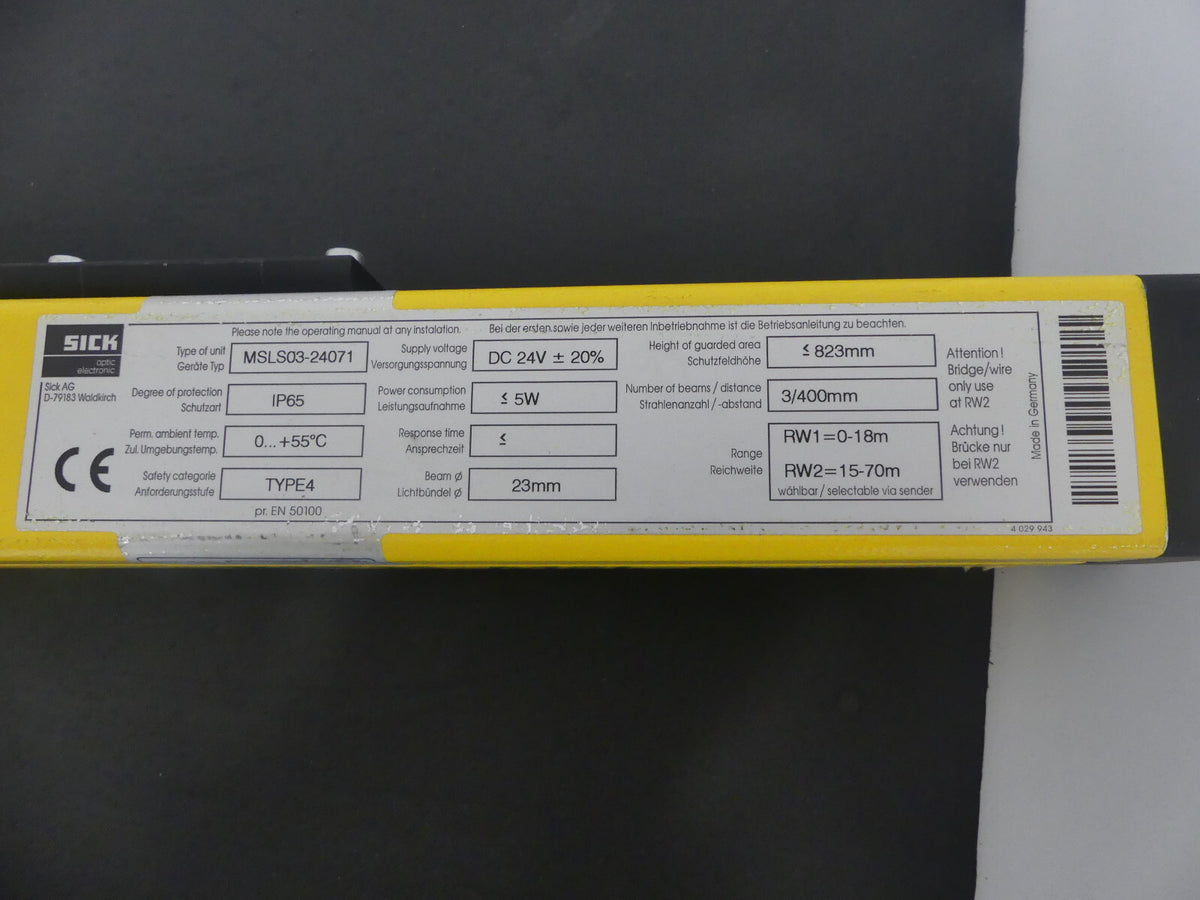 SICK
optic
electronic
Sick AG
D-79183 Waldkirch
Please note the operating manual at any instalation. Bei der ersten sowie jeder weiteren Inbetriebnahme ist die Betriebsanleitung zu beachten.
Type of unit
Geräte Typ
MSLS03-24071
Degree of protection
Schutzart
IP65
Perm. ambient temp.
Zul. Umgebungstemp.
0...+55°C
Safety categorie
Anforderungsstufe
TYPE4
pr. EN 50100
CE
Supply voltage
Versorgungsspannung
DC 24V ± 20%
Power consumption
Leistungsaufnahme
≤ 5W
Response time
Ansprechzeit
≤
Beam ø
Lichtbündel ø
23mm
Height of guarded area
Schutzfeldhöhe
≤ 823mm
Number of beams / distance
Strahlenanzahl / -abstand
3/400mm
Range
Reichweite
RW1=0-18m
RW2=15-70m
wählbar / selectable via sender
Attention !
Bridge/wire
only use
at RW2
Achtung !
Brücke nur
bei RW2
verwenden
Made in Germany
4 029 943